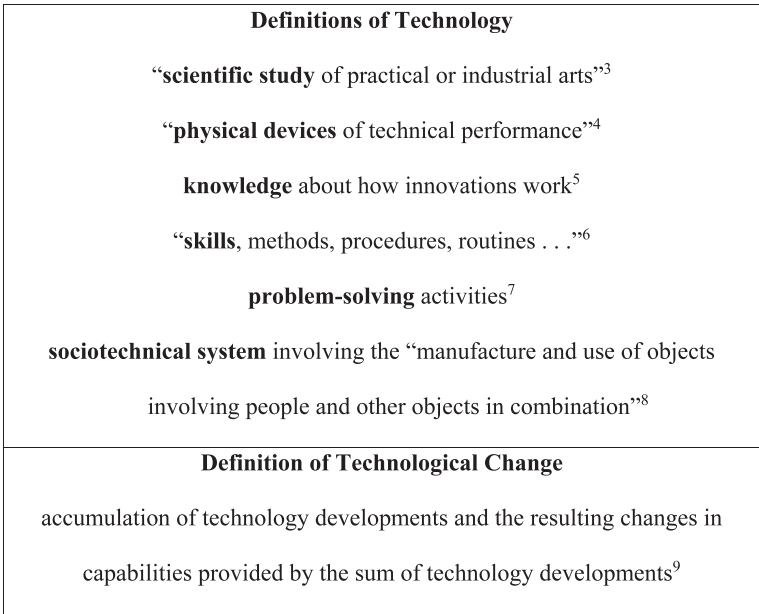 Definitions of Technology
“scientific study of practical or industrial arts”3
“physical devices of technical performance”4
knowledge about how innovations work5
“skills, methods, procedures, routines . . .”6
problem-solving activities7
sociotechnical system involving the “manufacture and use of objects
involving people and other objects in combination”8
Definition of Technological Change
accumulation of technology developments and the resulting changes in
capabilities provided by the sum of technology developments9